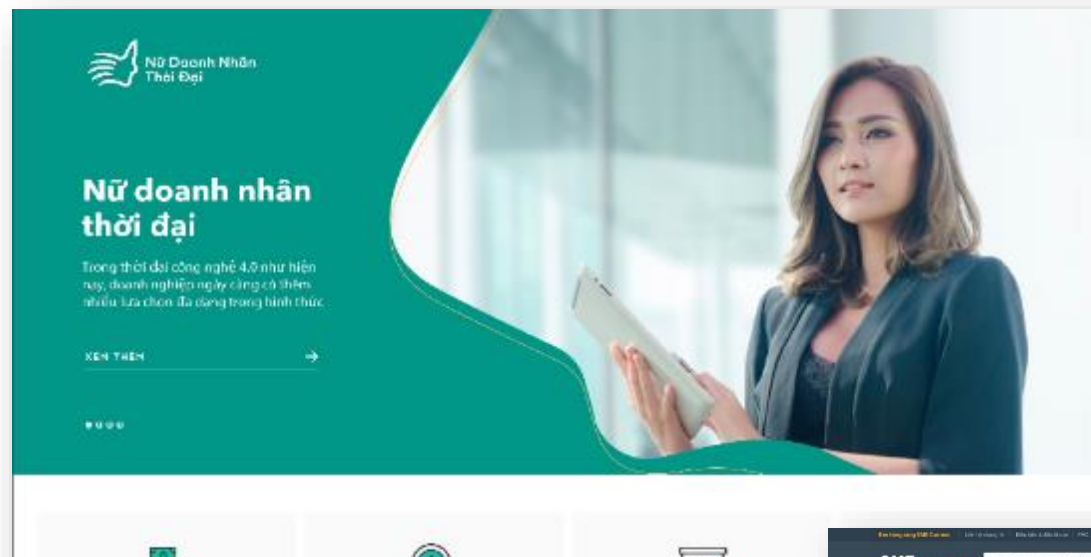 Nữ Doanh Nhân
Thời Đại
Nữ doanh nhân
thời đại
Trong thời đại công nghệ 4.0 như hiện
nay, doanh nghiệp ngày càng có thêm
nhiều lựa chọn đa dạng trong hình thức
XEM THÊM